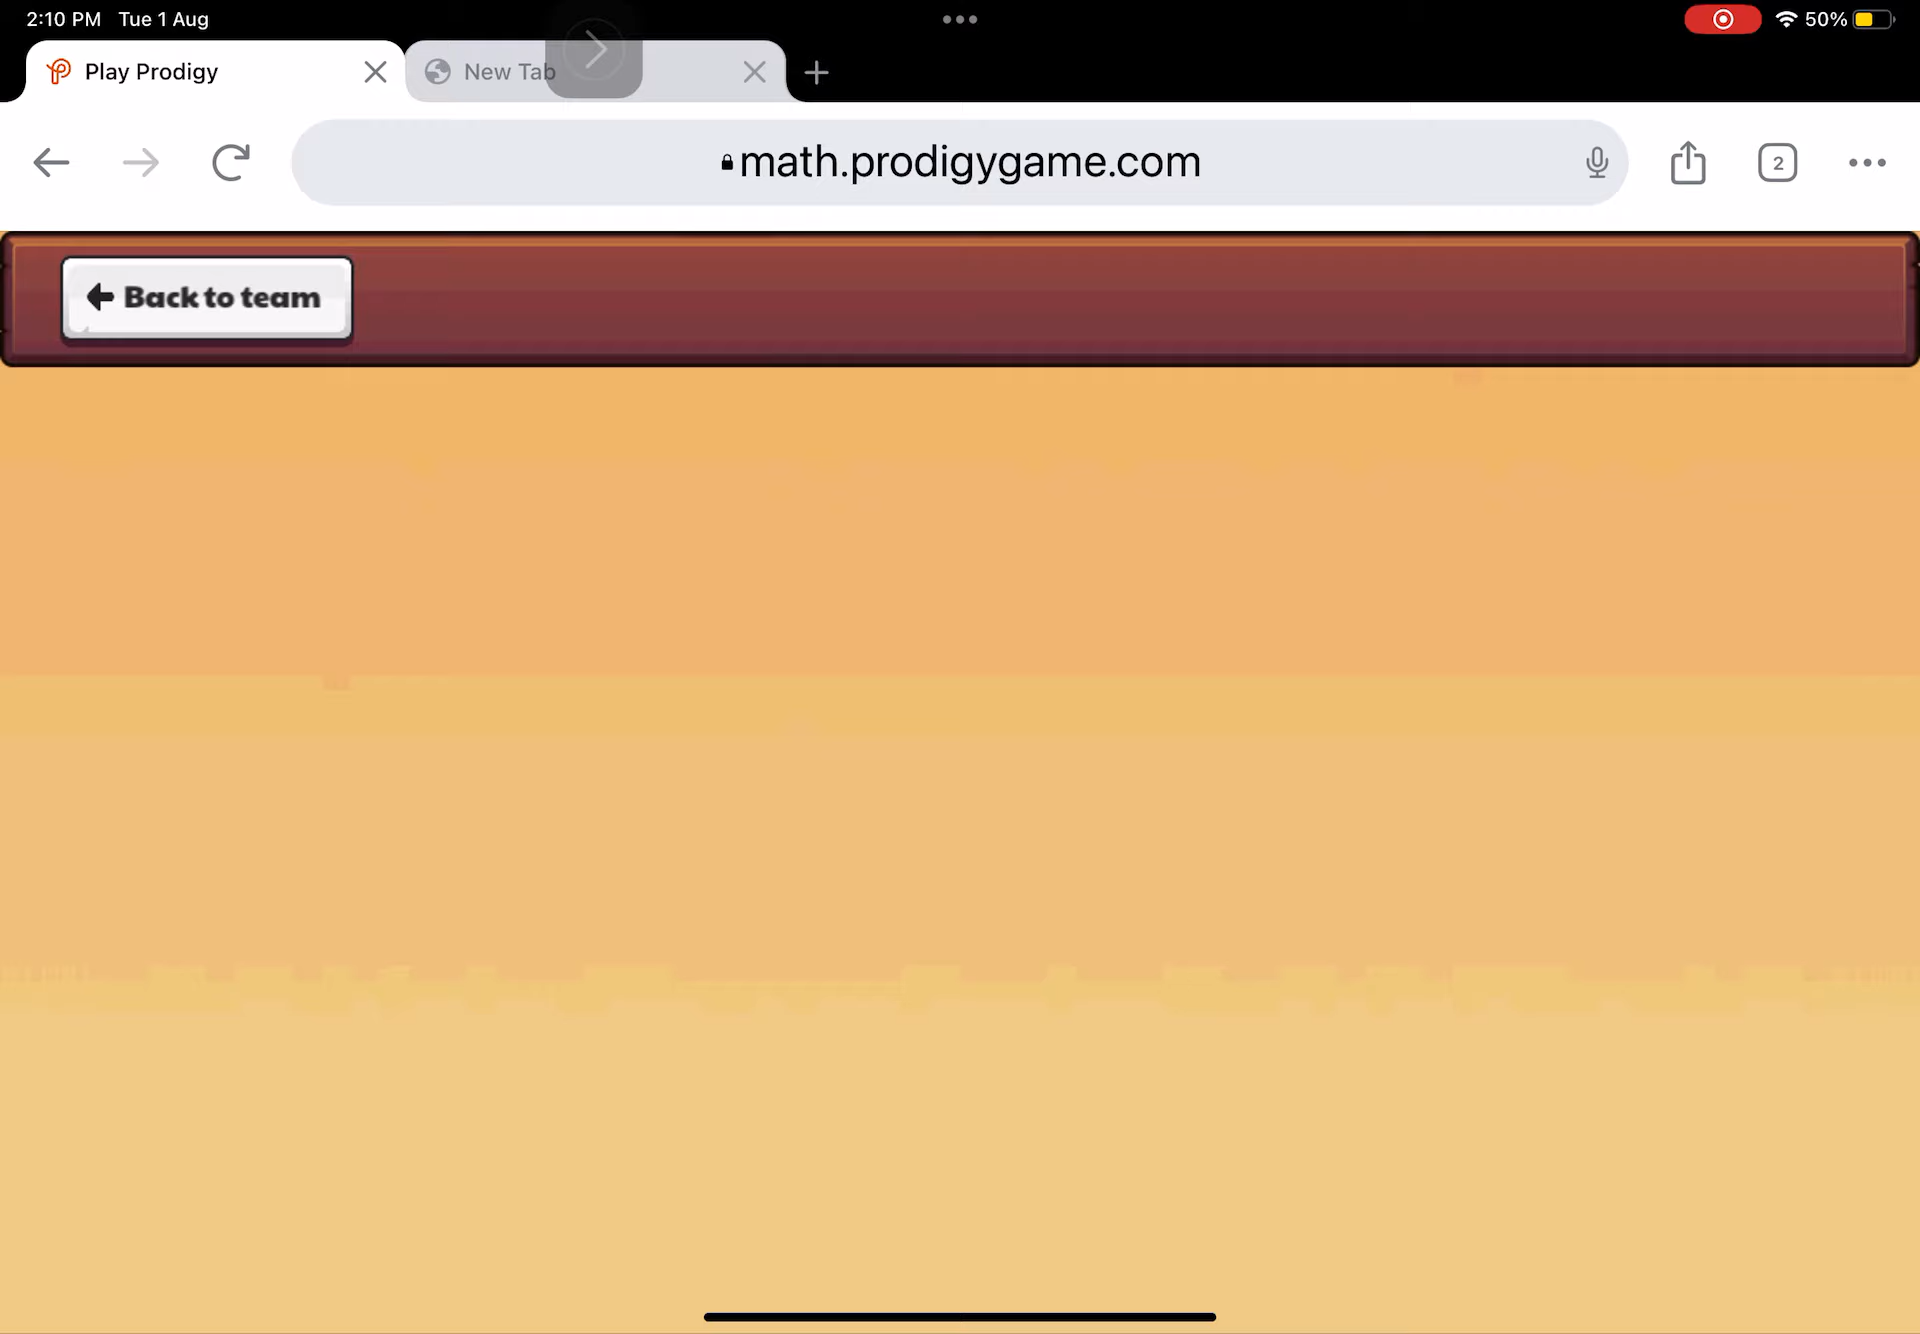 2:10 PM Tue 1 Aug
50%
Play Prodigy
New Tab
math.prodigygame.com
2
Back to team